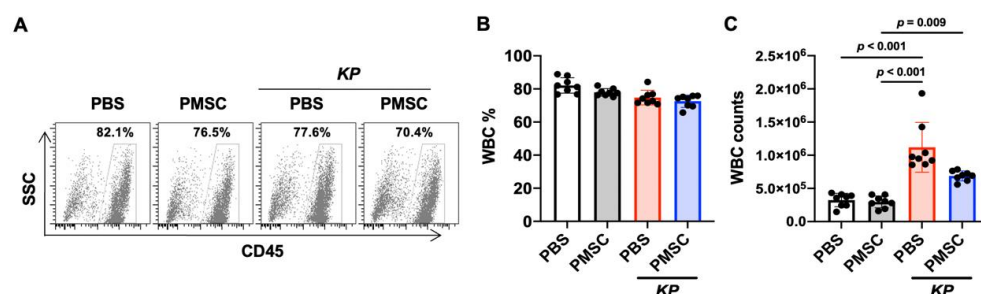 A
KP
PBS PMSC PBS PMSC
82.1% 76.5% 77.6% 70.4%
SSC
CD45
B
WBC %
100
80
60
40
20
0
PBS
PMSC
PBS
PMSC
KP
C
p = 0.009
p < 0.001
p < 0.001
WBC counts
2.5×10⁶
2.0×10⁶
1.5×10⁶
1.0×10⁶
5.0×10⁵
0.0
PBS
PMSC
PBS
PMSC
KP